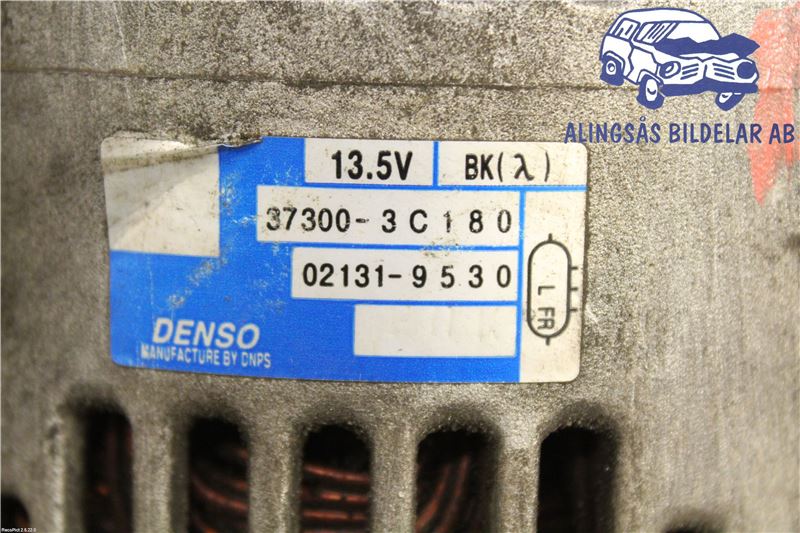 ALINGSÅS BILDELAR AB
13.5V BK(λ)
37300-3C180
02131-9530
L FR
DENSO
MANUFACTURE BY DNPS